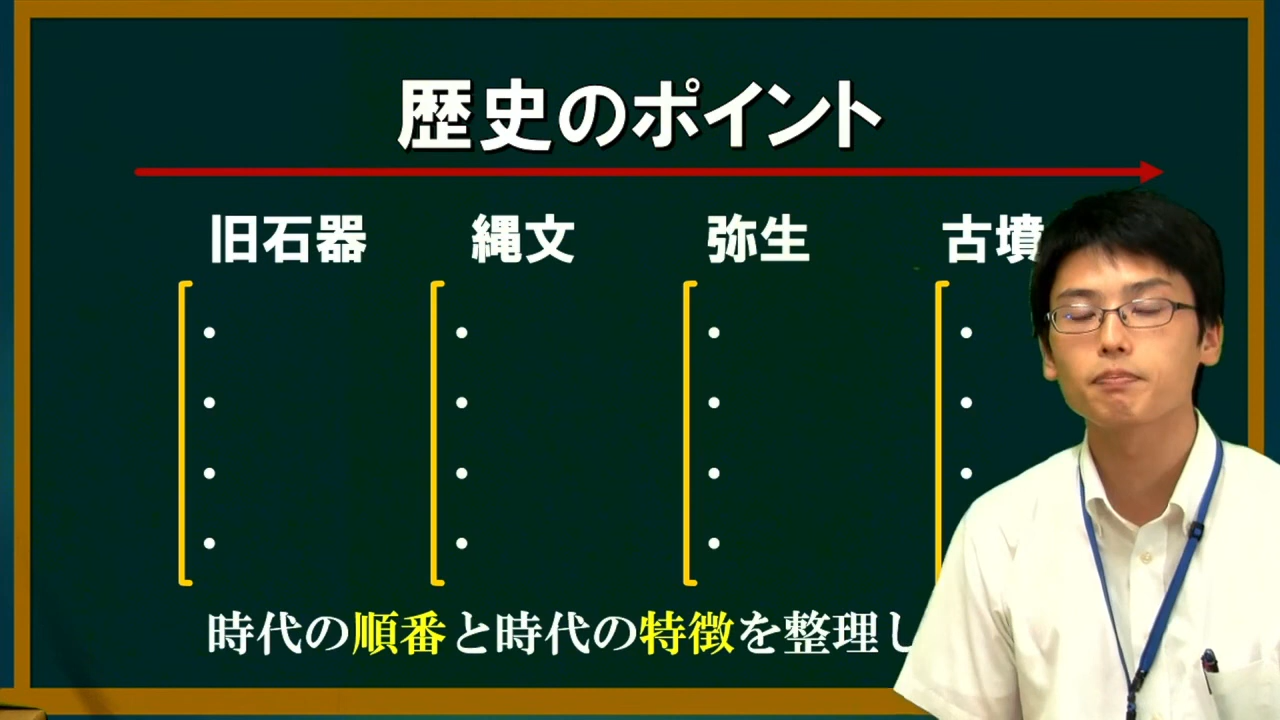 歴史のポイント
旧石器 縄文 弥生 古墳
時代の順番と時代の特徴を整理し